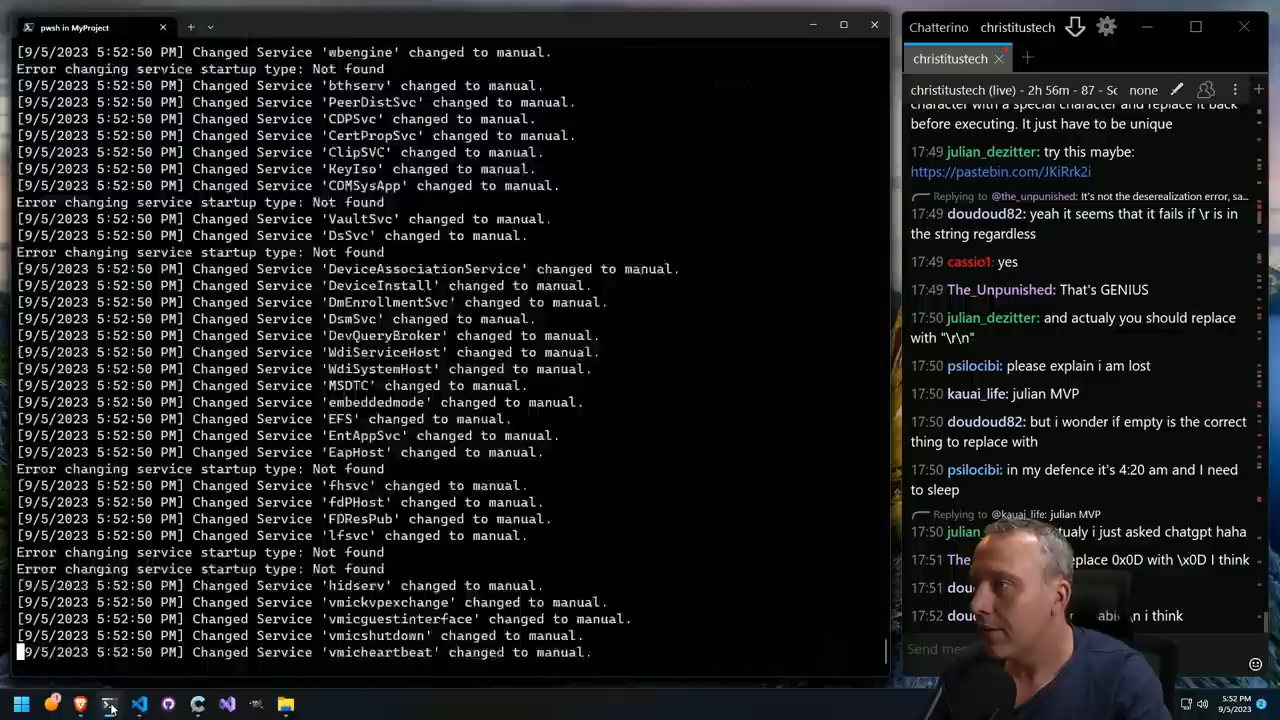 pwsh in MyProject
[9/5/2023 5:52:50 PM] Changed Service 'wbengine' changed to manual.
Error changing service startup type: Not found
[9/5/2023 5:52:50 PM] Changed Service 'bthserv' changed to manual.
[9/5/2023 5:52:50 PM] Changed Service 'PeerDistSvc' changed to manual.
[9/5/2023 5:52:50 PM] Changed Service 'CDPSvc' changed to manual.
[9/5/2023 5:52:50 PM] Changed Service 'CertPropSvc' changed to manual.
[9/5/2023 5:52:50 PM] Changed Service 'ClipSVC' changed to manual.
[9/5/2023 5:52:50 PM] Changed Service 'KeyIso' changed to manual.
[9/5/2023 5:52:50 PM] Changed Service 'COMSysApp' changed to manual.
Error changing service startup type: Not found
[9/5/2023 5:52:50 PM] Changed Service 'VaultSvc' changed to manual.
[9/5/2023 5:52:50 PM] Changed Service 'DsSvc' changed to manual.
Error changing service startup type: Not found
[9/5/2023 5:52:50 PM] Changed Service 'DeviceAssociationService' changed to manual.
[9/5/2023 5:52:50 PM] Changed Service 'DeviceInstall' changed to manual.
[9/5/2023 5:52:50 PM] Changed Service 'DmEnrollmentSvc' changed to manual.
[9/5/2023 5:52:50 PM] Changed Service 'DsmSvc' changed to manual.
[9/5/2023 5:52:50 PM] Changed Service 'DevQueryBroker' changed to manual.
[9/5/2023 5:52:50 PM] Changed Service 'WdiServiceHost' changed to manual.
[9/5/2023 5:52:50 PM] Changed Service 'WdiSystemHost' changed to manual.
[9/5/2023 5:52:50 PM] Changed Service 'MSDTC' changed to manual.
[9/5/2023 5:52:50 PM] Changed Service 'embeddedmode' changed to manual.
[9/5/2023 5:52:50 PM] Changed Service 'EFS' changed to manual.
[9/5/2023 5:52:50 PM] Changed Service 'EntAppSvc' changed to manual.
[9/5/2023 5:52:50 PM] Changed Service 'EapHost' changed to manual.
Error changing service startup type: Not found
[9/5/2023 5:52:50 PM] Changed Service 'fhsvc' changed to manual.
[9/5/2023 5:52:50 PM] Changed Service 'fdPHost' changed to manual.
[9/5/2023 5:52:50 PM] Changed Service 'FDResPub' changed to manual.
[9/5/2023 5:52:50 PM] Changed Service 'lfsvc' changed to manual.
Error changing service startup type: Not found
Error changing service startup type: Not found
[9/5/2023 5:52:50 PM] Changed Service 'hidserv' changed to manual.
[9/5/2023 5:52:50 PM] Changed Service 'vmickvpexchange' changed to manual.
[9/5/2023 5:52:50 PM] Changed Service 'vmicguestinterface' changed to manual.
[9/5/2023 5:52:50 PM] Changed Service 'vmicshutdown' changed to manual.
9/5/2023 5:52:50 PM] Changed Service 'vmicheartbeat' changed to manual.
Chatterino christitustech
christitustech
christitustech (live) - 2h 56m - 87 - Sc none
character with a special character and replace it back
before executing. It just have to be unique
17:49 julian_dezitter: try this maybe:
https://pastebin.com/JKiRrk2i
Replying to @the_unpunished: It's not the deserealization error, sa...
17:49 doudoud82: yeah it seems that it fails if \r is in
the string regardless
17:49 cassio1: yes
17:49 The_Unpunished: That's GENIUS
17:50 julian_dezitter: and actualy you should replace
with "\r\n"
17:50 psilocibi: please explain i am lost
17:50 kauai_life: julian MVP
17:50 doudoud82: but i wonder if empty is the correct
thing to replace with
17:50 psilocibi: in my defence it's 4:20 am and I need
to sleep
Replying to @kauai_life: julian MVP
17:50 julian tualy i just asked chatgpt haha
17:51 The eplace 0x0D with \x0D I think
17:51 dou
17:52 dou n i think
Send me
5:52 PM
9/5/2023
2